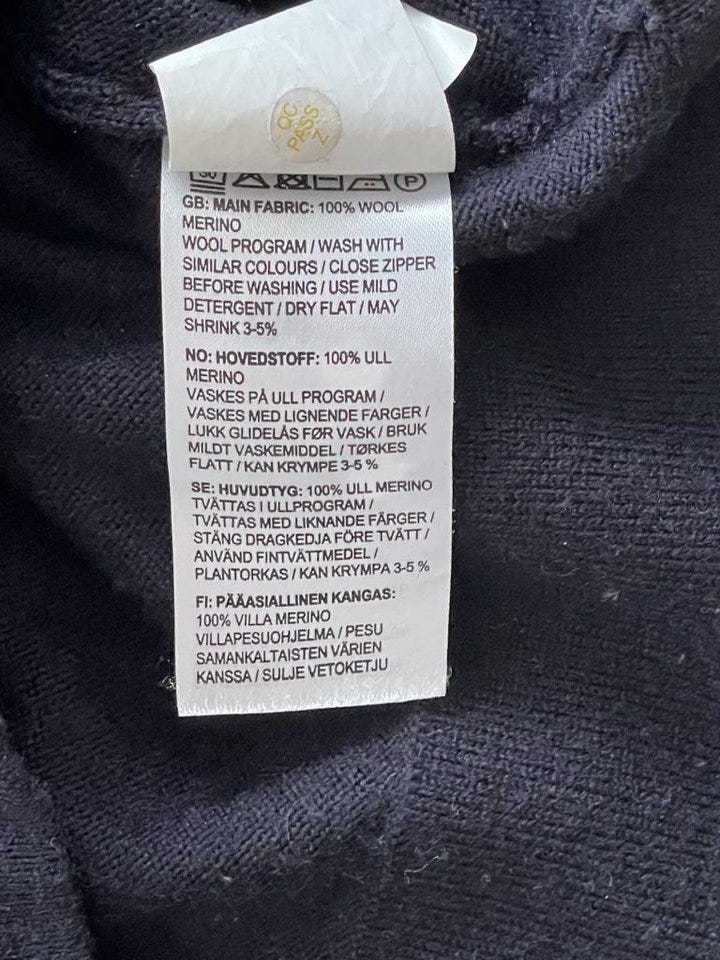 QC
PASS
Z
30
P
GB: MAIN FABRIC: 100% WOOL
MERINO
WOOL PROGRAM / WASH WITH
SIMILAR COLOURS / CLOSE ZIPPER
BEFORE WASHING / USE MILD
DETERGENT / DRY FLAT / MAY
SHRINK 3-5%
NO: HOVEDSTOFF: 100% ULL
MERINO
VASKES PÅ ULL PROGRAM /
VASKES MED LIGNENDE FARGER /
LUKK GLIDELÅS FØR VASK / BRUK
MILDT VASKEMIDDEL / TØRKES
FLATT / KAN KRYMPE 3-5 %
SE: HUVUDTYG: 100% ULL MERINO
TVÄTTAS I ULLPROGRAM /
TVÄTTAS MED LIKNANDE FÄRGER /
STÄNG DRAGKEDJA FÖRE TVÄTT /
ANVÄND FINTVÄTTMEDEL /
PLANTORKAS / KAN KRYMPA 3-5 %
FI: PÄÄASIALLINEN KANGAS:
100% VILLA MERINO
VILLAPESUOHJELMA / PESU
SAMANKALTAISTEN VÄRIEN
KANSSA / SULJE VETOKETJU